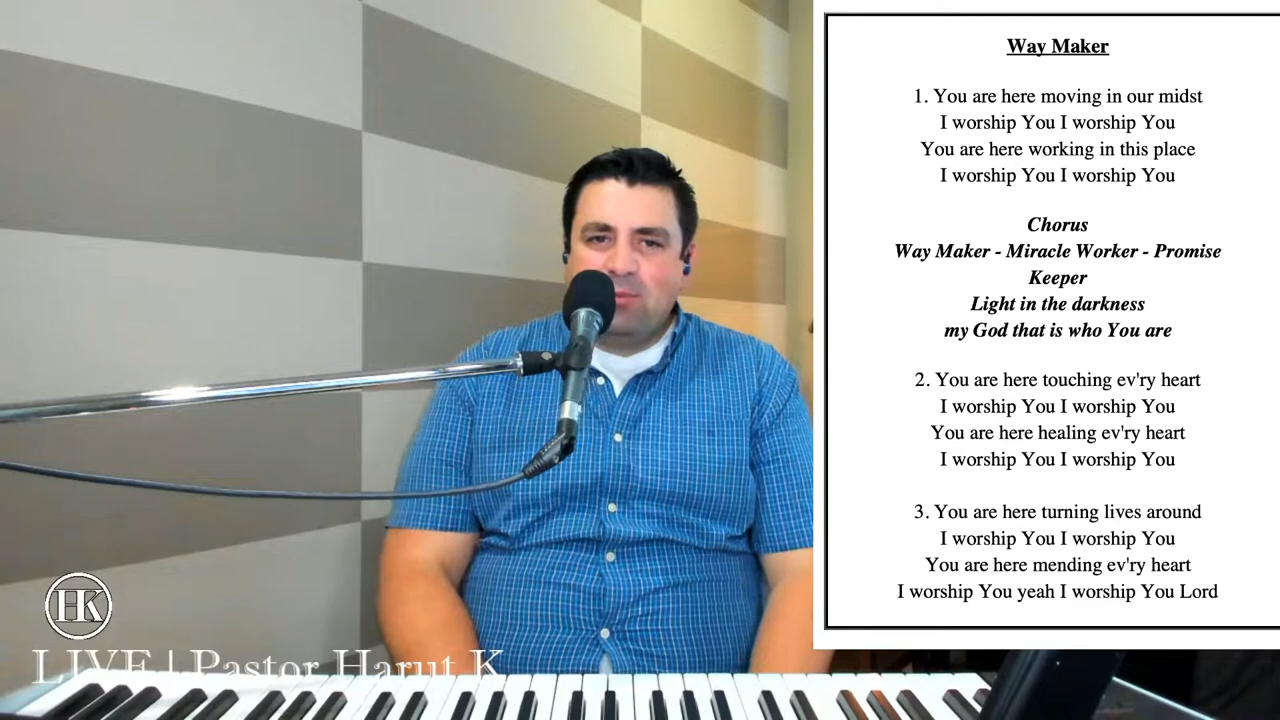 Way Maker
1. You are here moving in our midst
I worship You I worship You
You are here working in this place
I worship You I worship You
Chorus
Way Maker - Miracle Worker - Promise
Keeper
Light in the darkness
my God that is who You are
2. You are here touching ev'ry heart
I worship You I worship You
You are here healing ev'ry heart
I worship You I worship You
3. You are here turning lives around
I worship You I worship You
You are here mending ev'ry heart
I worship You yeah I worship You Lord
HK
LIVE | Pastor Harut K